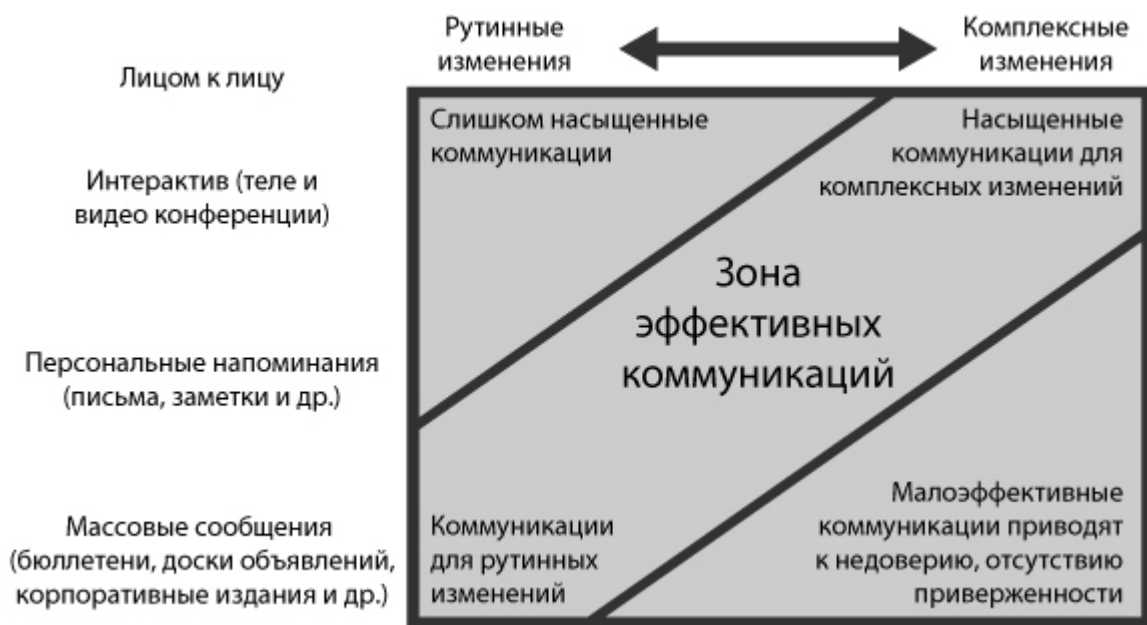 Рутинные
изменения
Комплексные
изменения
Лицом к лицу
Интерактив (теле и
видео конференции)
Персональные напоминания
(письма, заметки и др.)
Массовые сообщения
(бюллетени, доски объявлений,
корпоративные издания и др.)
Слишком насыщенные
коммуникации
Насыщенные
коммуникации для
комплексных изменений
Зона
эффективных
коммуникаций
Коммуникации
для рутинных
изменений
Малоэффективные
коммуникации приводят
к недоверию, отсутствию
приверженности